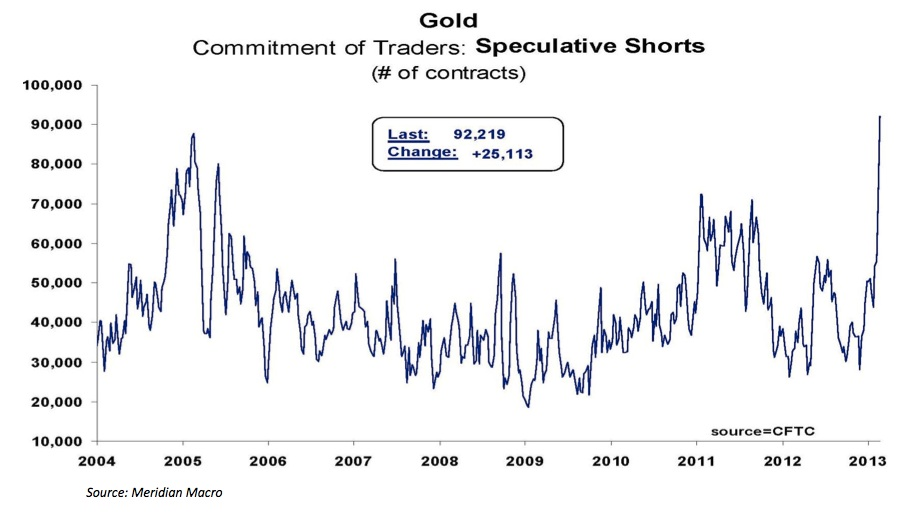 Gold
Commitment of Traders: Speculative Shorts
(# of contracts)
100,000
90,000
80,000
70,000
60,000
50,000
40,000
30,000
20,000
10,000
Last: 92,219
Change: +25,113
source=CFTC
2004 2005 2006 2007 2008 2009 2010 2011 2012 2013
Source: Meridian Macro